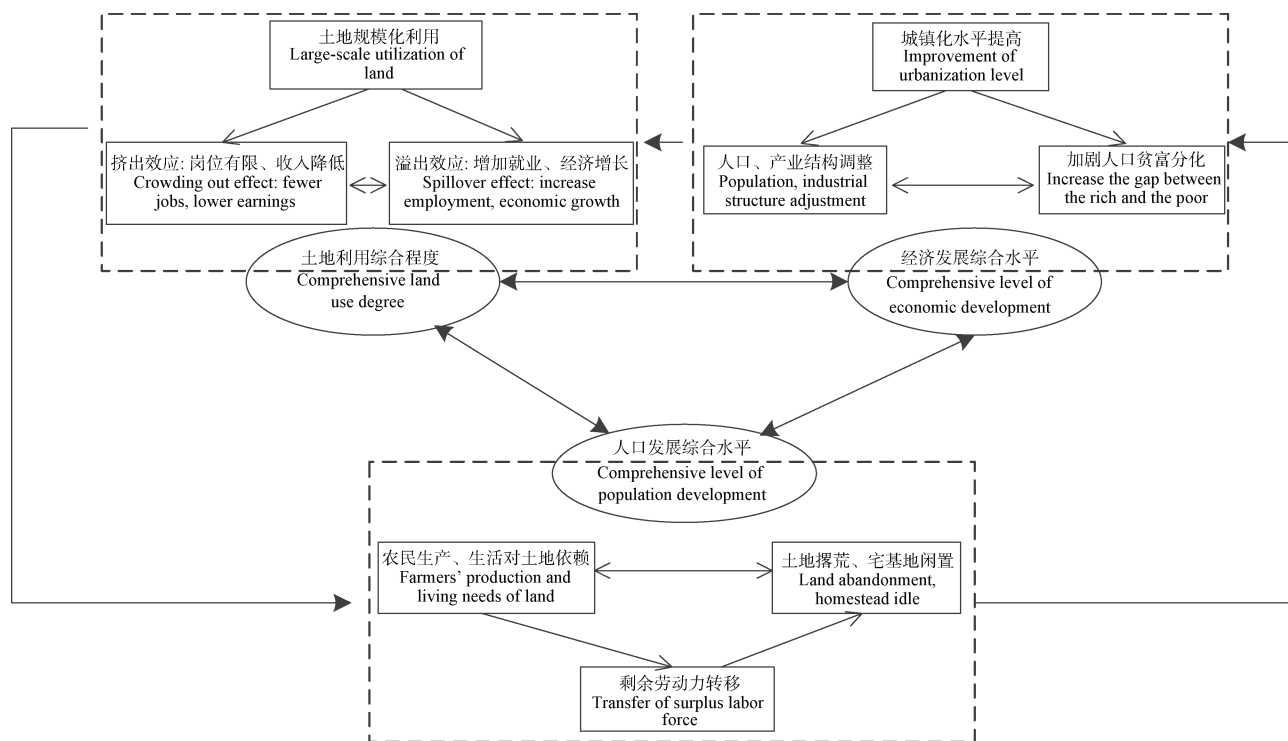 土地规模化利用
Large-scale utilization of
land
挤出效应: 岗位有限、收入降低
Crowding out effect: fewer
jobs, lower earnings
溢出效应: 增加就业、经济增长
Spillover effect: increase
employment, economic growth
土地利用综合程度
Comprehensive land
use degree
城镇化水平提高
Improvement of
urbanization level
人口、产业结构调整
Population, industrial
structure adjustment
加剧人口贫富分化
Increase the gap between
the rich and the poor
经济发展综合水平
Comprehensive level of
economic development
人口发展综合水平
Comprehensive level of
population development
农民生产、生活对土地依赖
Farmers’ production and
living needs of land
土地撂荒、宅基地闲置
Land abandonment,
homestead idle
剩余劳动力转移
Transfer of surplus labor
force